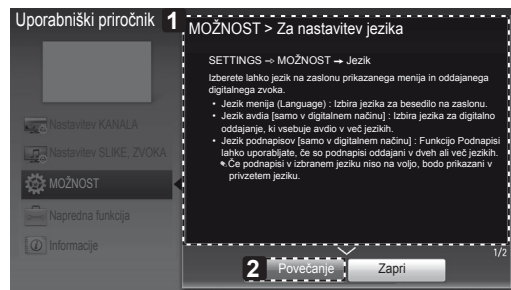 Uporabniški priročnik
1
MOŽNOST > Za nastavitev jezika
SETTINGS ⇨ MOŽNOST ➙ Jezik
Izberete lahko jezik na zaslonu prikazanega menija in oddajanega
digitalnega zvoka.
• Jezik menija (Language) : Izbira jezika za besedilo na zaslonu.
• Jezik avdia [samo v digitalnem načinu] : Izbira jezika za digitalno
oddajanje, ki vsebuje avdio v več jezikih.
• Jezik podnapisov [samo v digitalnem načinu] : Funkcijo Podnapisi
lahko uporabljate, če so podnapisi oddajani v dveh ali več jezikih.
Če podnapisi v izbranem jeziku niso na voljo, bodo prikazani v
privzetem jeziku.
Nastavitev KANALA
Nastavitev SLIKE, ZVOKA
MOŽNOST
Napredna funkcija
Informacije
1/2
2
Povečanje
Zapri